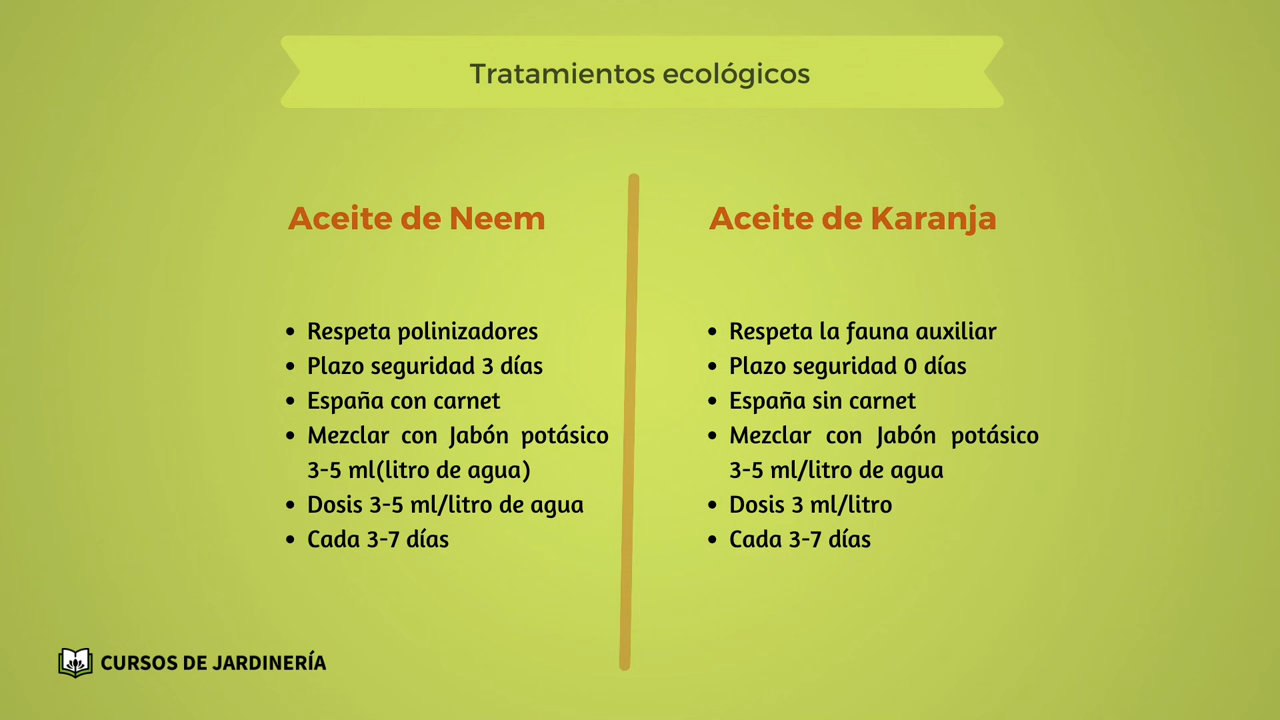 Tratamientos ecológicos
Aceite de Neem
• Respeta polinizadores
• Plazo seguridad 3 días
• España con carnet
• Mezclar con Jabón potásico
3-5 ml(litro de agua)
• Dosis 3-5 ml/litro de agua
• Cada 3-7 días
Aceite de Karanja
• Respeta la fauna auxiliar
• Plazo seguridad 0 días
• España sin carnet
• Mezclar con Jabón potásico
3-5 ml/litro de agua
• Dosis 3 ml/litro
• Cada 3-7 días
CURSOS DE JARDINERÍA